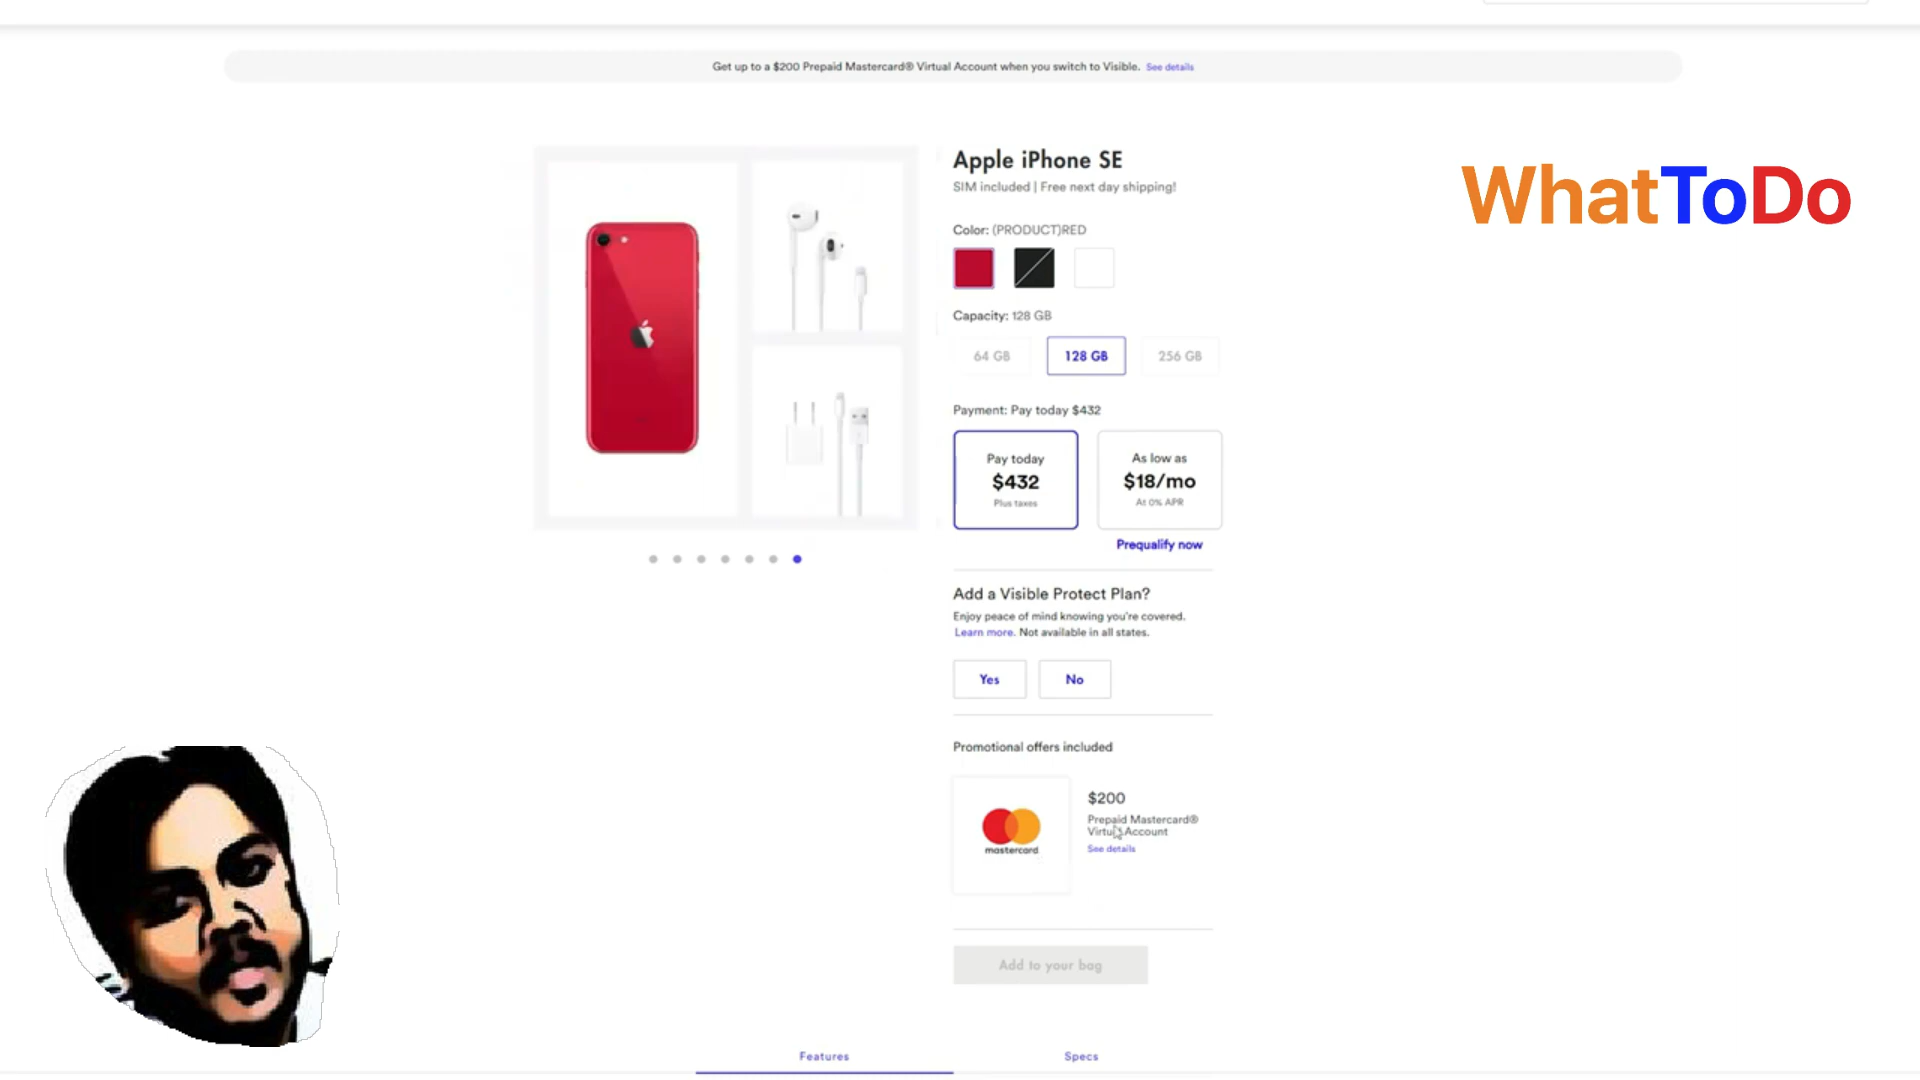 Get up to a $200 Prepaid Mastercard® Virtual Account when you switch to Visible. See details
Apple iPhone SE
SIM included | Free next day shipping!
WhatToDo
Color: (PRODUCT)RED
Capacity: 128 GB
64 GB 128 GB 256 GB
Payment: Pay today $432
Pay today
$432
Plus taxes
As low as
$18/mo
At 0% APR
Prequalify now
Add a Visible Protect Plan?
Enjoy peace of mind knowing you're covered.
Learn more. Not available in all states.
Yes No
Promotional offers included
mastercard
$200
Prepaid Mastercard®
Virtual Account
See details
Add to your bag
Features Specs